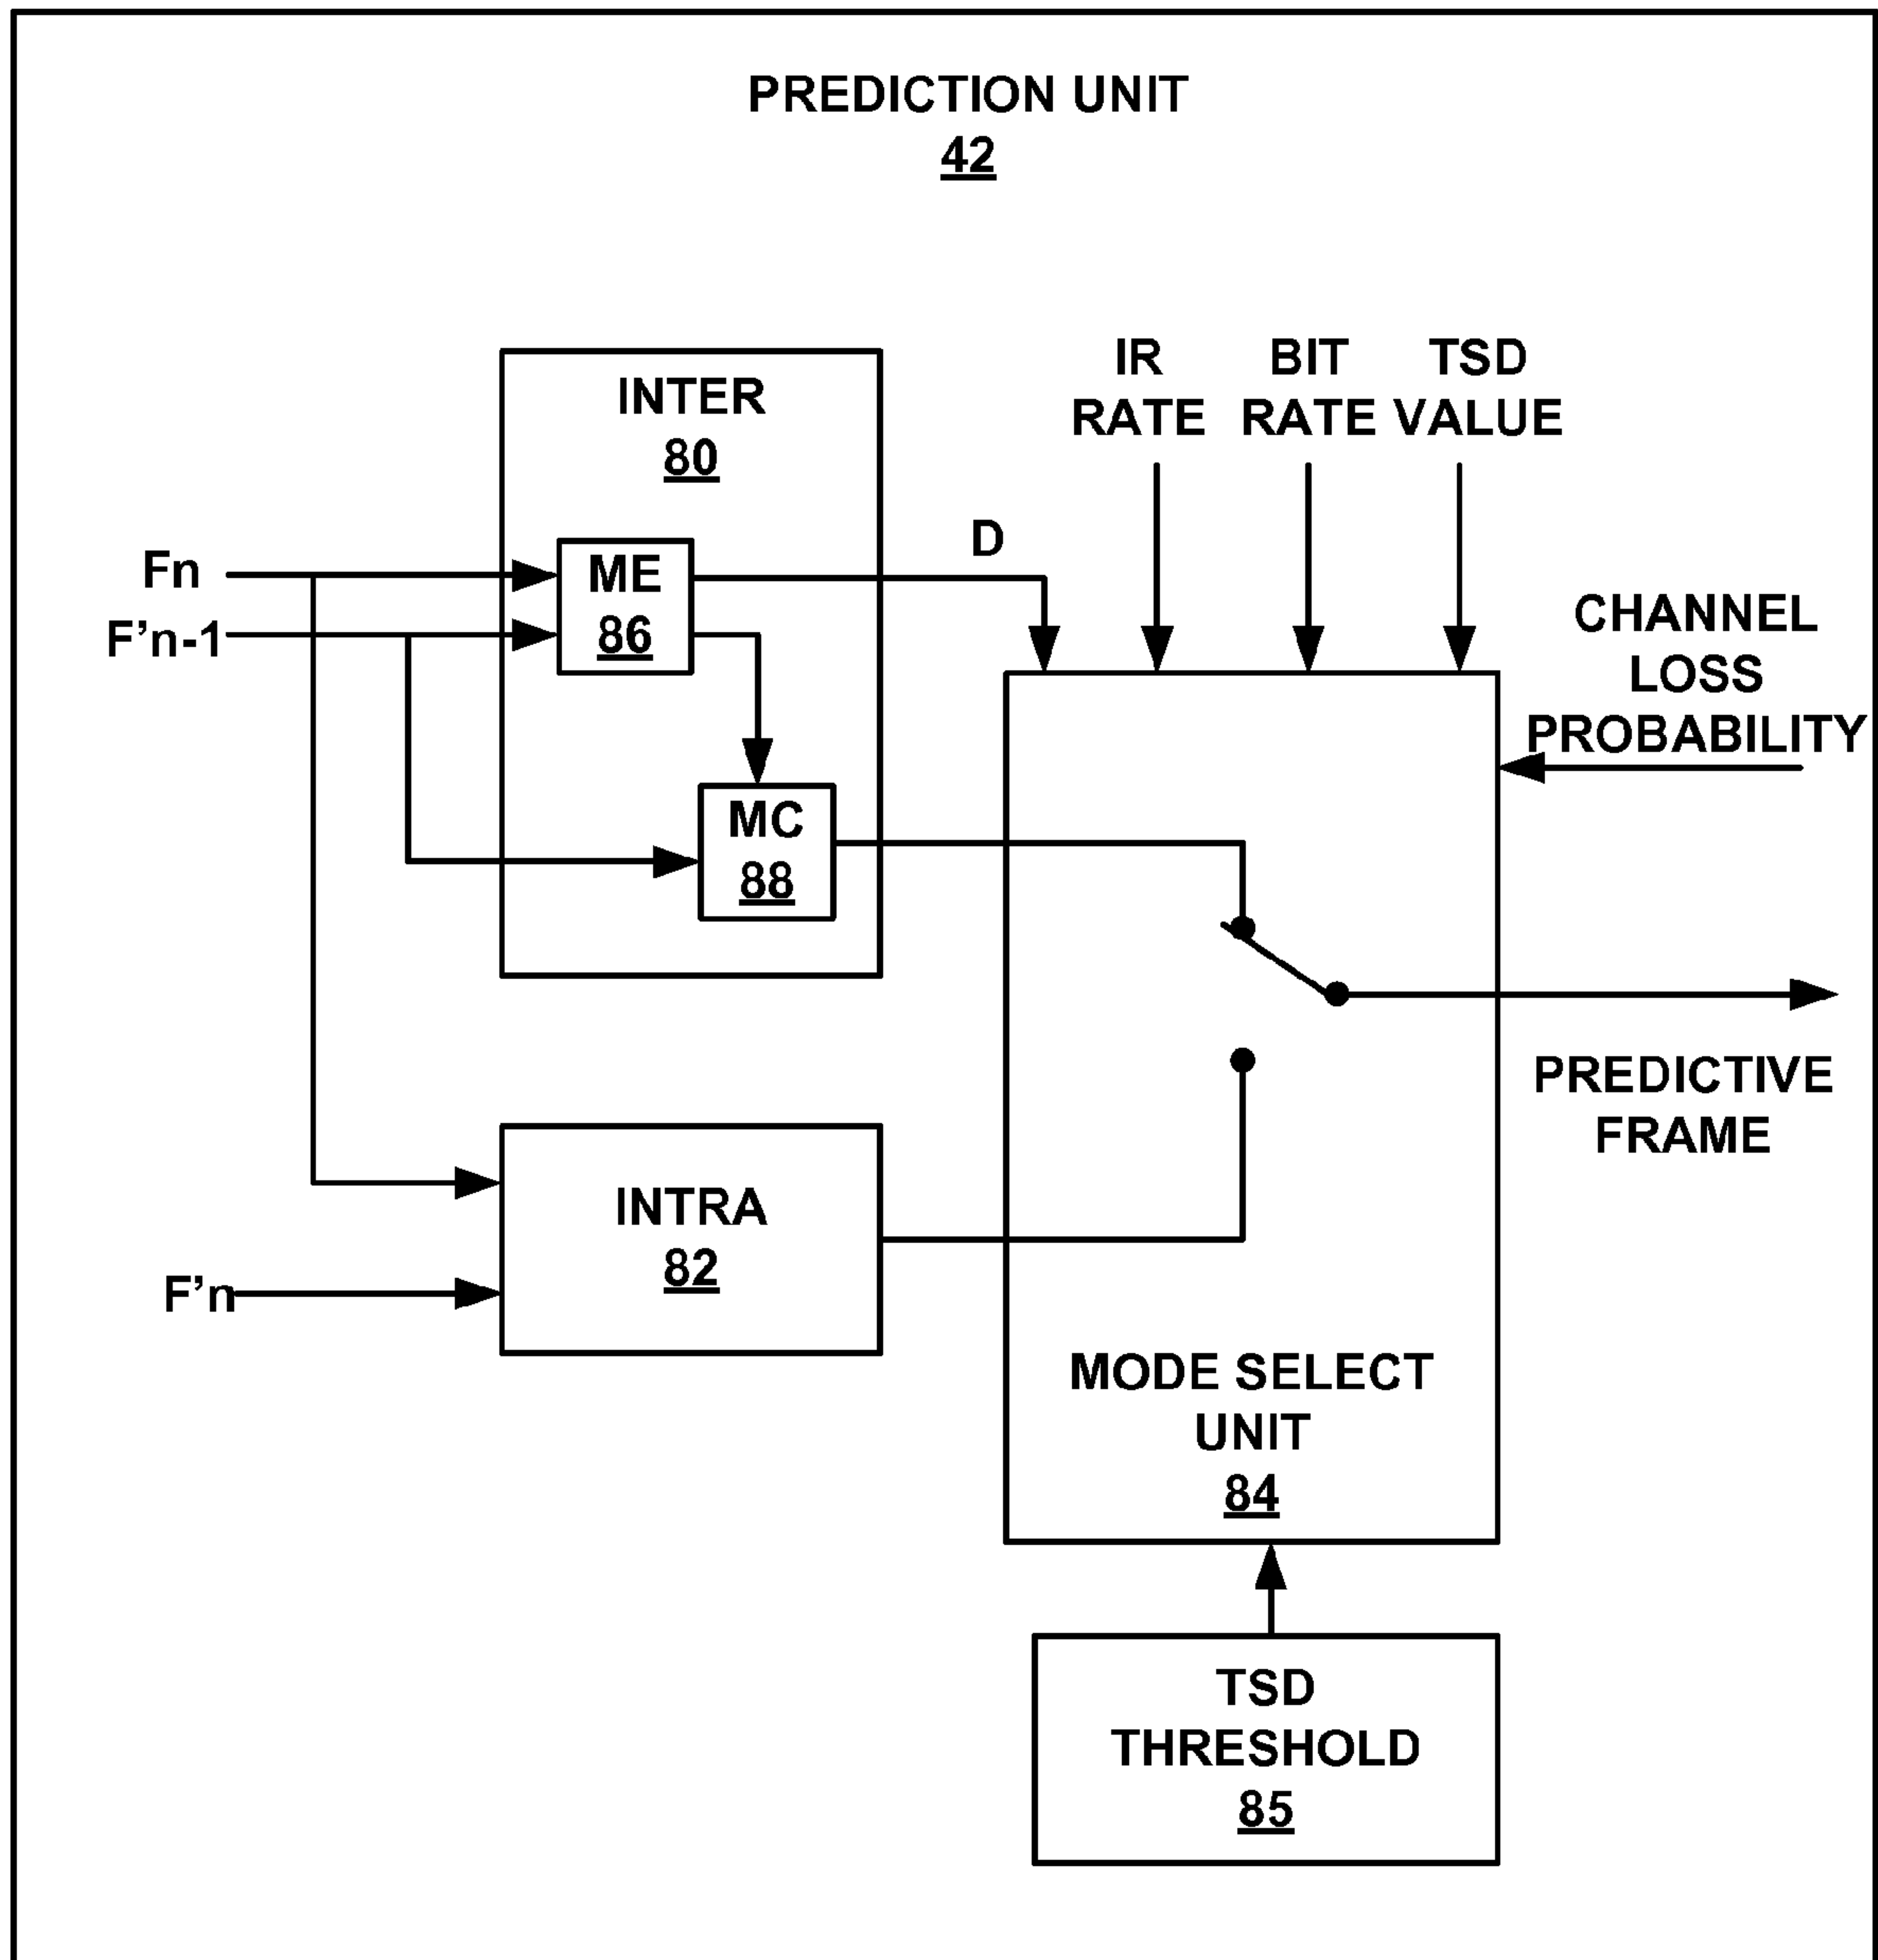 PREDICTION UNIT
42
INTER
80
IR
RATE
BIT
RATE
TSD
VALUE
D
Fn
F'n-1
ME
86
CHANNEL
LOSS
PROBABILITY
MC
88
PREDICTIVE
FRAME
INTRA
82
F'n
MODE SELECT
UNIT
84
TSD
THRESHOLD
85